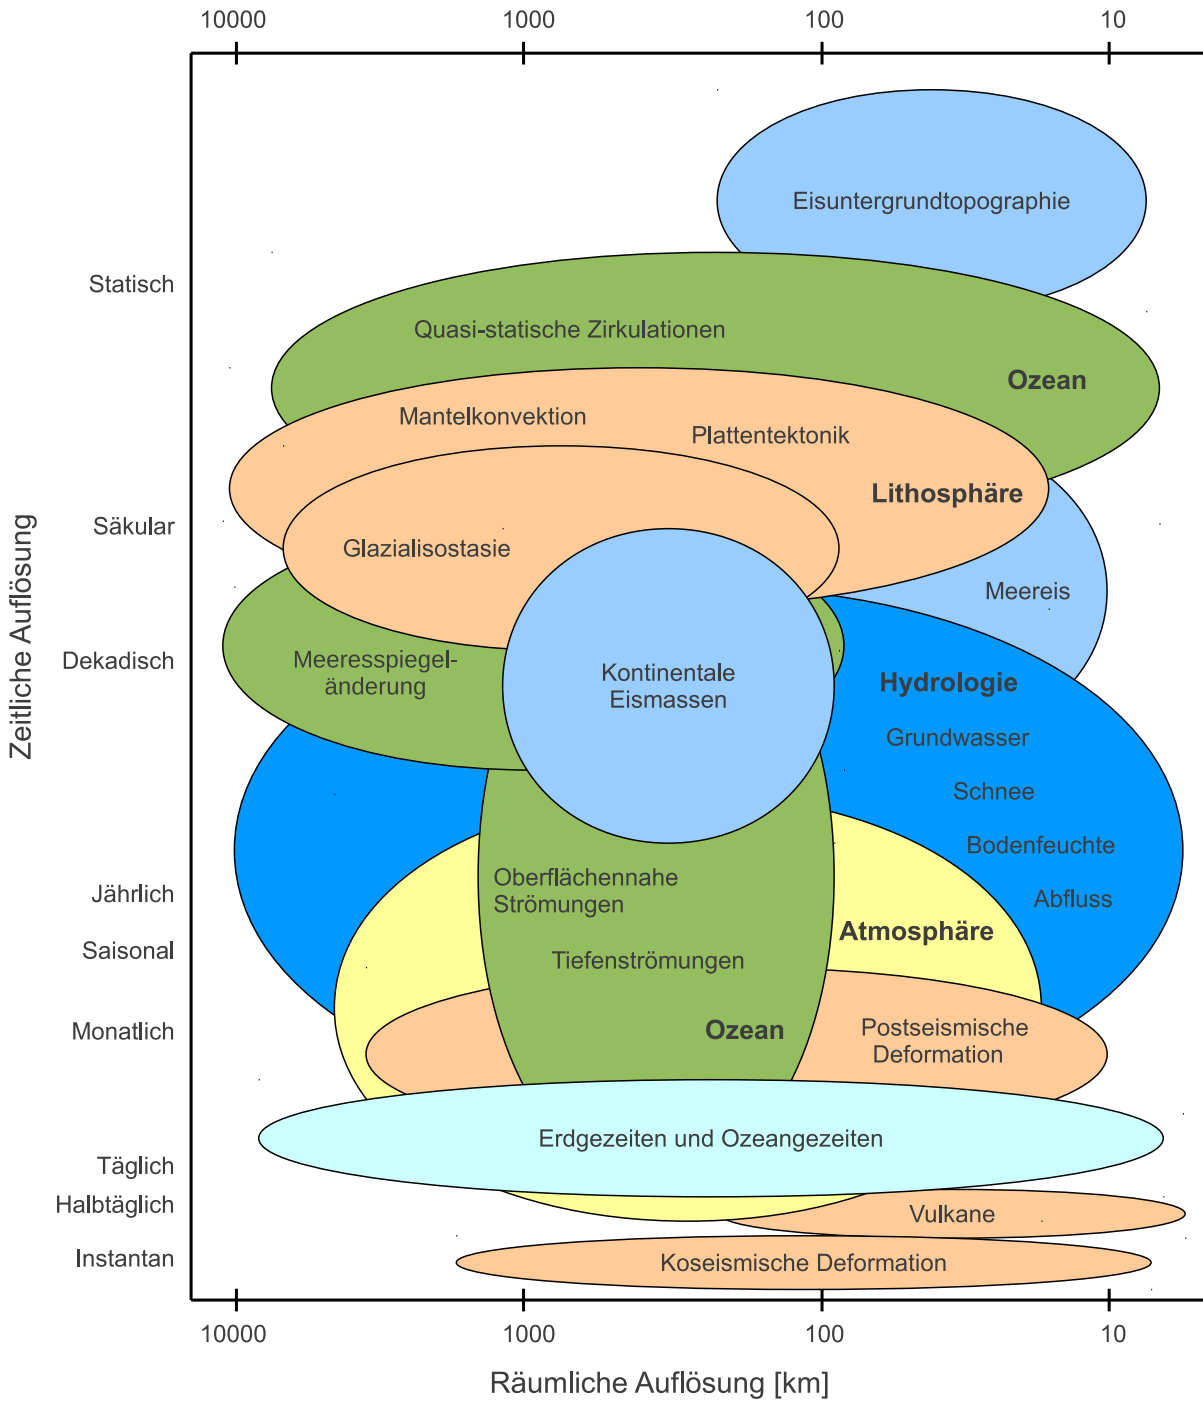 10000 1000 100 10
Eisuntergrundtopographie
Statisch
Quasi-statische Zirkulationen
Ozean
Mantelkonvektion
Plattentektonik
Lithosphäre
Säkular
Glazialisostasie
Meereis
Zeitliche Auflösung
Dekadisch
Meeresspiegel-
änderung
Kontinentale
Eismassen
Hydrologie
Grundwasser
Schnee
Bodenfeuchte
Abfluss
Jährlich
Oberflächennahe
Strömungen
Atmosphäre
Saisonal
Tiefenströmungen
Monatlich
Ozean
Postseismische
Deformation
Erdgezeiten und Ozeangezeiten
Täglich
Halbtäglich
Vulkane
Instantan
Koseismische Deformation
10000 1000 100 10
Räumliche Auflösung [km]